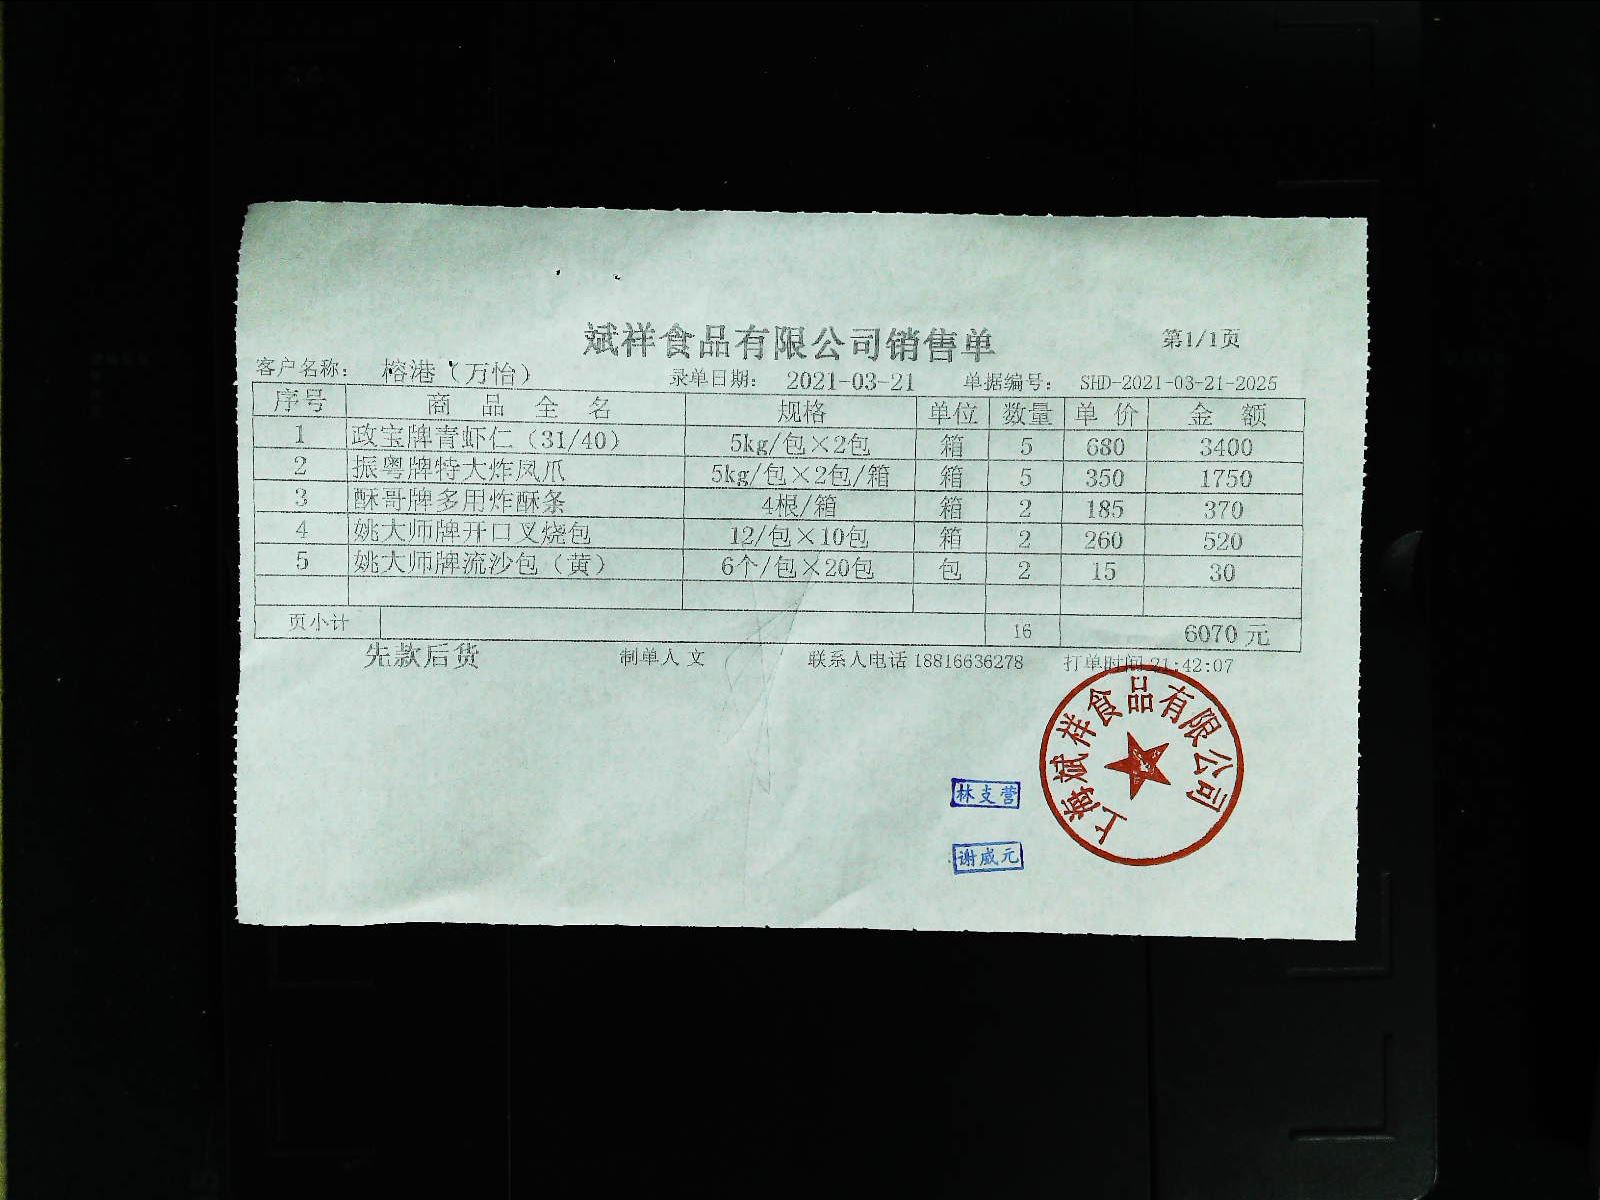 斌祥食品有限公司销售单
第1/1页
客户名称： 榕港（万怡） 录单日期： 2021-03-21 单据编号： SHD-2021-03-21-2025
序号 商 品 全 名 规格 单位 数量 单 价 金 额
1 政宝牌青虾仁（31/40） 5kg/包×2包 箱 5 680 3400
2 振粤牌特大炸凤爪 5kg/包×2包/箱 箱 5 350 1750
3 酥哥牌多用炸酥条 4根/箱 箱 2 185 370
4 姚大师牌开口叉烧包 12/包×10包 箱 2 260 520
5 姚大师牌流沙包（黄） 6个/包×20包 包 2 15 30
页小计 16 6070 元
先款后货 制单人 文 联系人电话 18816636278 打单时间 21:42:07
上海斌祥食品有限公司
林支营
谢威元